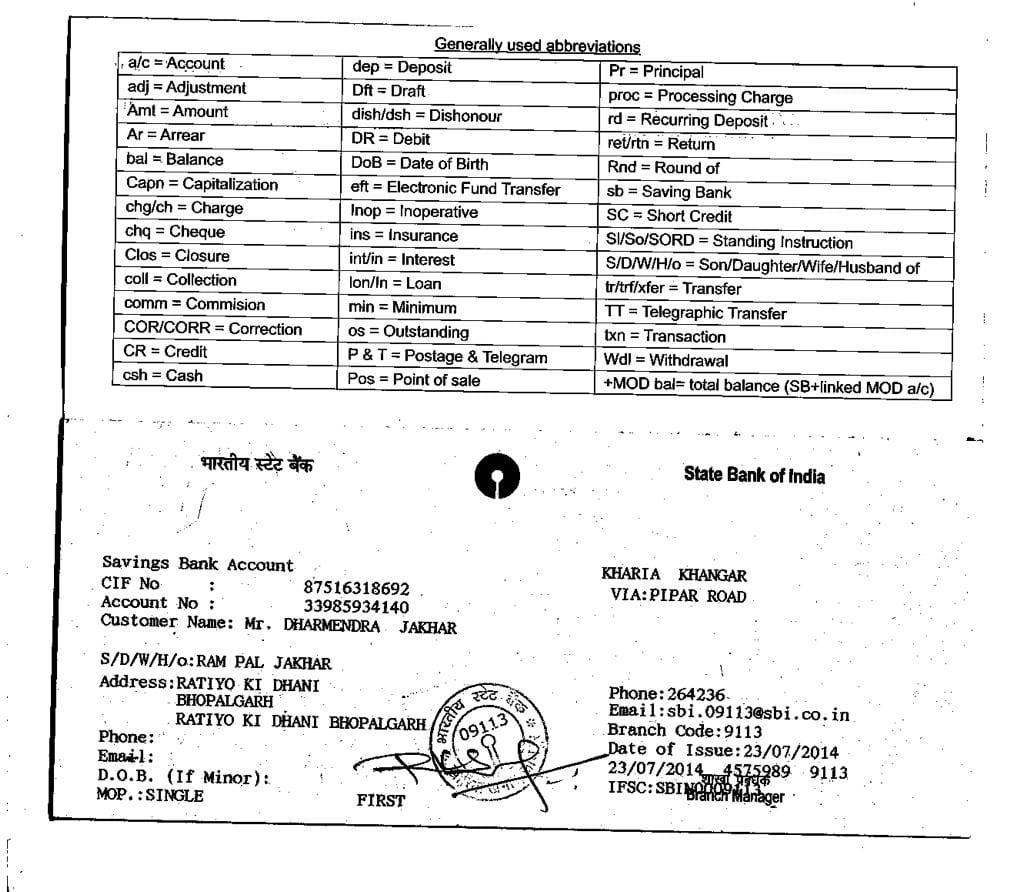 Generally used abbreviations
a/c = Account	dep = Deposit	Pr = Principal
adj = Adjustment	Dft = Draft	proc = Processing Charge
Amt = Amount	dish/dsh = Dishonour	rd = Recurring Deposit
Ar = Arrear	DR = Debit	ret/rtn = Return
bal = Balance	DoB = Date of Birth	Rnd = Round of
Capn = Capitalization	eft = Electronic Fund Transfer	sb = Saving Bank
chg/ch = Charge	Inop = Inoperative	SC = Short Credit
chq = Cheque	ins = Insurance	SI/So/SORD = Standing Instruction
Clos = Closure	int/in = Interest	S/D/W/H/o = Son/Daughter/Wife/Husband of
coll = Collection	lon/ln = Loan	tr/trf/xfer = Transfer
comm = Commision	min = Minimum	TT = Telegraphic Transfer
COR/CORR = Correction	os = Outstanding	txn = Transaction
CR = Credit	P & T = Postage & Telegram	Wdl = Withdrawal
csh = Cash	Pos = Point of sale	+MOD bal= total balance (SB+linked MOD a/c)
भारतीय स्टेट बैंक
State Bank of India
Savings Bank Account
CIF No : 87516318692
Account No : 33985934140
Customer Name: Mr. DHARMENDRA JAKHAR
S/D/W/H/o:RAM PAL JAKHAR
Address:RATIYO KI DHANI
BHOPALGARH
RATIYO KI DHANI BHOPALGARH
Phone:
Email:
D.O.B. (If Minor):
MOP.:SINGLE
FIRST
भारतीय स्टेट बैंक
09113
KHARIA KHANGAR
VIA:PIPAR ROAD
Phone:264236
Email:sbi.09113@sbi.co.in
Branch Code:9113
Date of Issue:23/07/2014
23/07/2014 4575989 9113
शाखा प्रबंधक
IFSC:SBIN0009113
Branch Manager